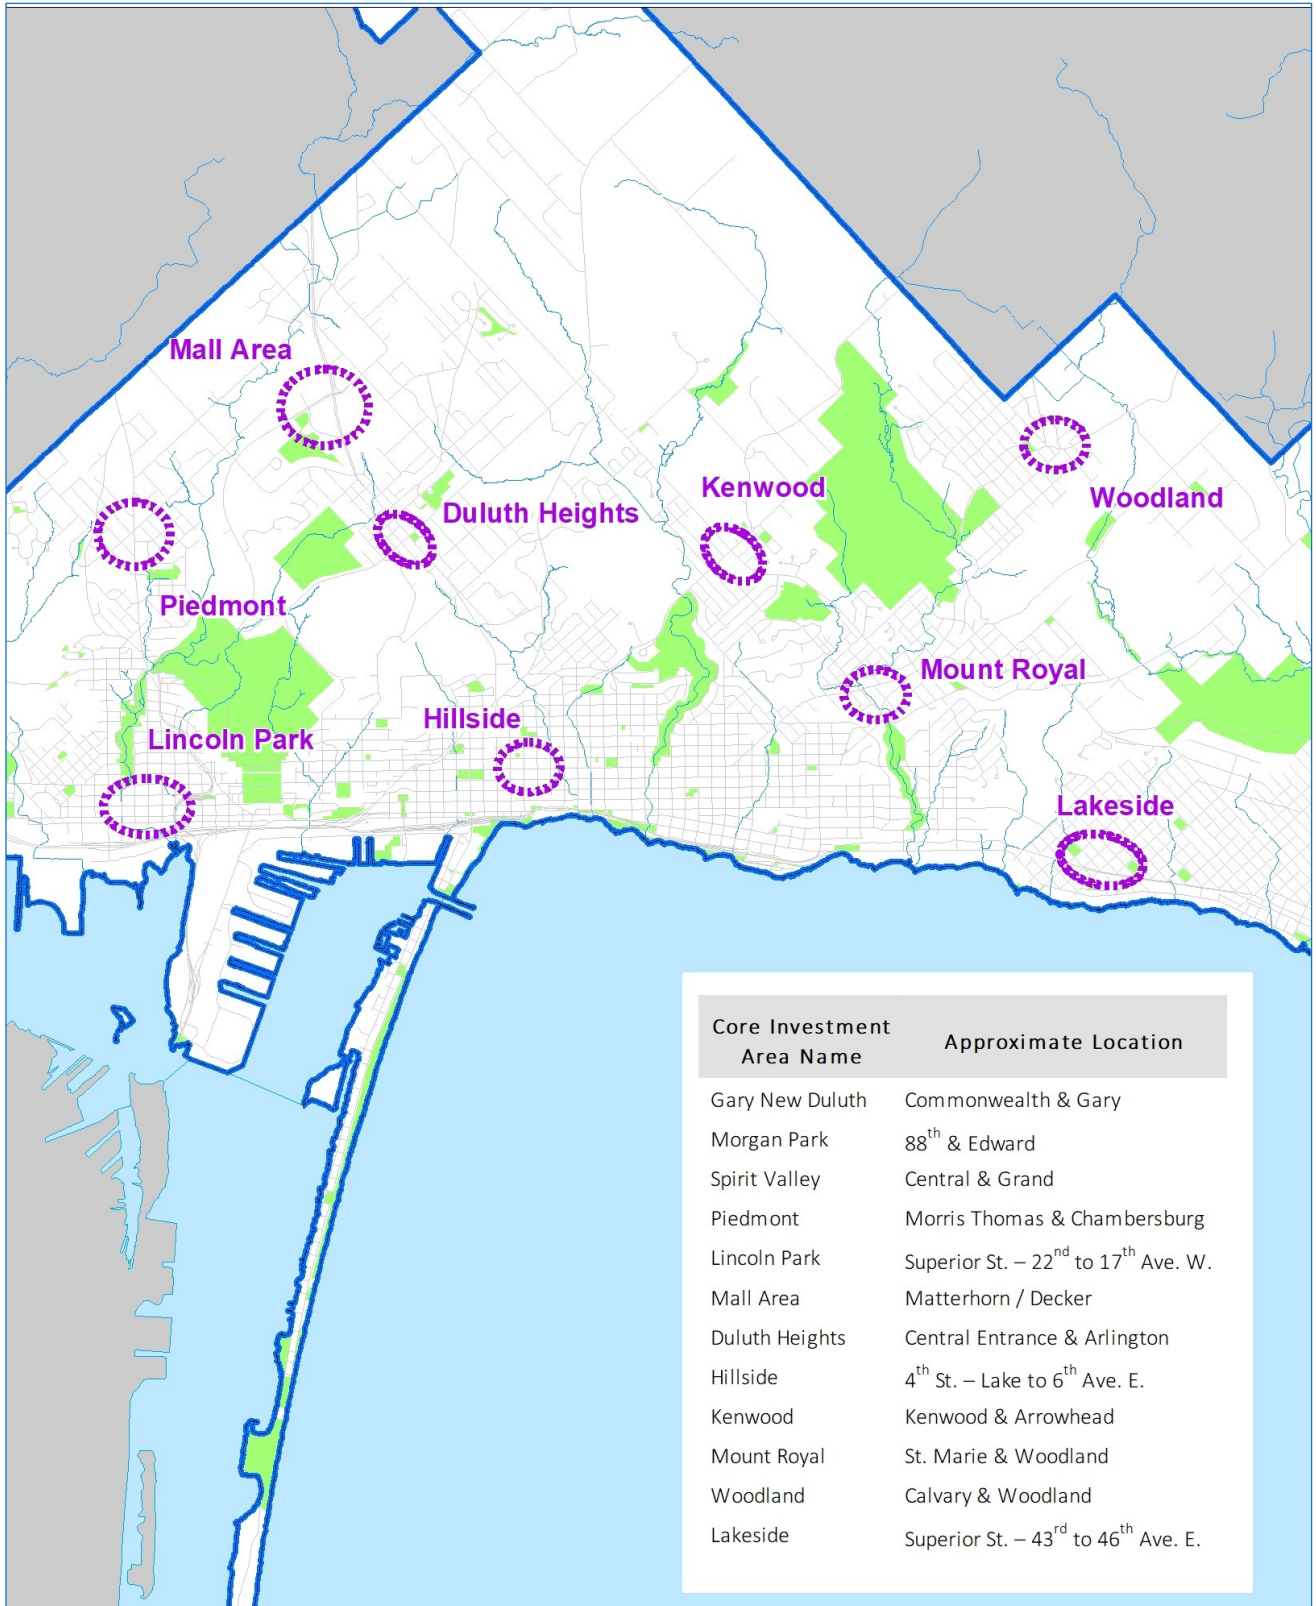 Mall Area
Kenwood
Woodland
Duluth Heights
Piedmont
Mount Royal
Hillside
Lincoln Park
Lakeside
Core Investment
Area Name
Approximate Location
Gary New Duluth Commonwealth & Gary
Morgan Park 88th & Edward
Spirit Valley Central & Grand
Piedmont Morris Thomas & Chambersburg
Lincoln Park Superior St. – 22nd to 17th Ave. W.
Mall Area Matterhorn / Decker
Duluth Heights Central Entrance & Arlington
Hillside 4th St. – Lake to 6th Ave. E.
Kenwood Kenwood & Arrowhead
Mount Royal St. Marie & Woodland
Woodland Calvary & Woodland
Lakeside Superior St. – 43rd to 46th Ave. E.